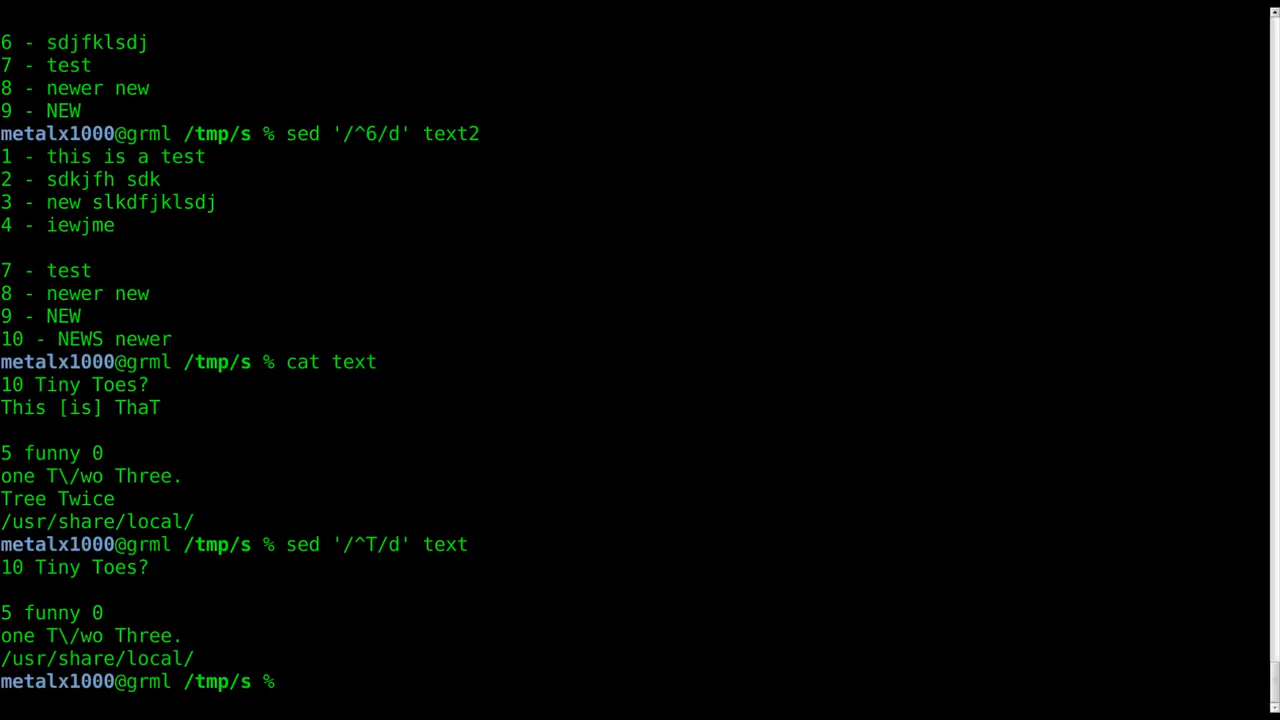 6 - sdjfklsdj
7 - test
8 - newer new
9 - NEW
metalx1000@grml /tmp/s % sed '/^6/d' text2
1 - this is a test
2 - sdkjfh sdk
3 - new slkdfjklsdj
4 - iewjme

7 - test
8 - newer new
9 - NEW
10 - NEWS newer
metalx1000@grml /tmp/s % cat text
10 Tiny Toes?
This [is] ThaT

5 funny 0
one T\/wo Three.
Tree Twice
/usr/share/local/
metalx1000@grml /tmp/s % sed '/^T/d' text
10 Tiny Toes?

5 funny 0
one T\/wo Three.
/usr/share/local/
metalx1000@grml /tmp/s %